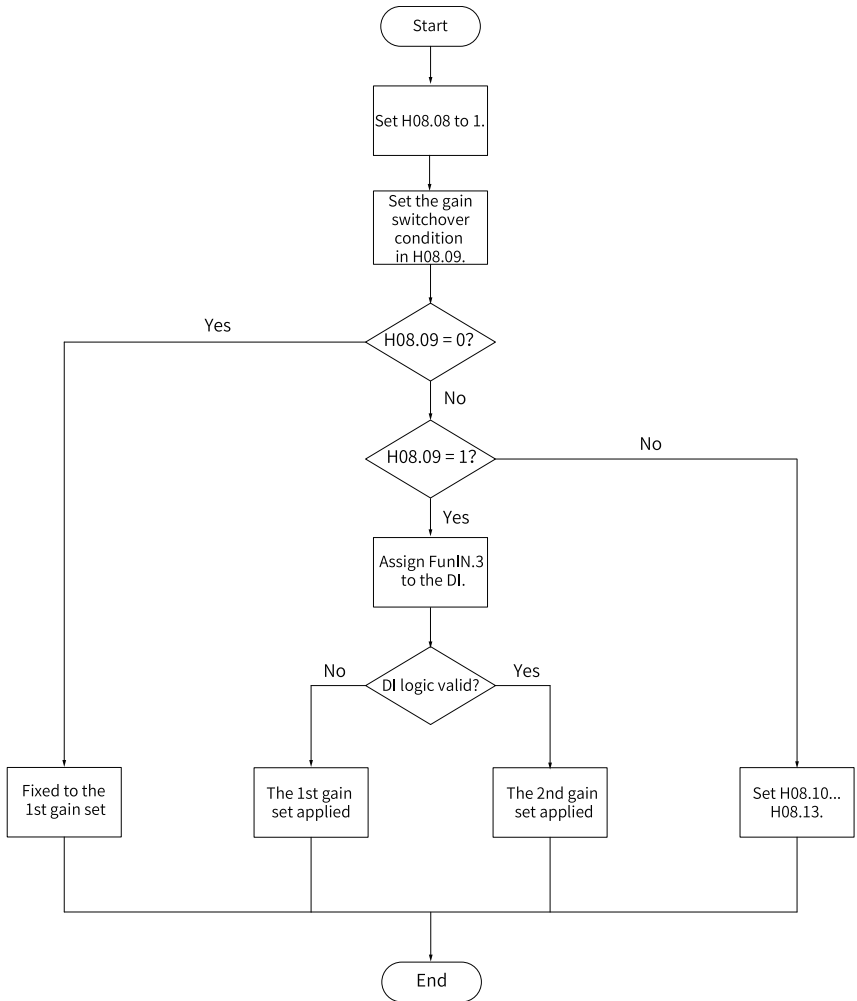 Start
Set H08.08 to 1.
Set the gain
switchover
condition
in H08.09.
Yes
H08.09 = 0?
No
H08.09 = 1?
No
Yes
Assign FunIN.3
to the DI.
No
DI logic valid?
Yes
Fixed to the
1st gain set
The 1st gain
set applied
The 2nd gain
set applied
Set H08.10...
H08.13.
End